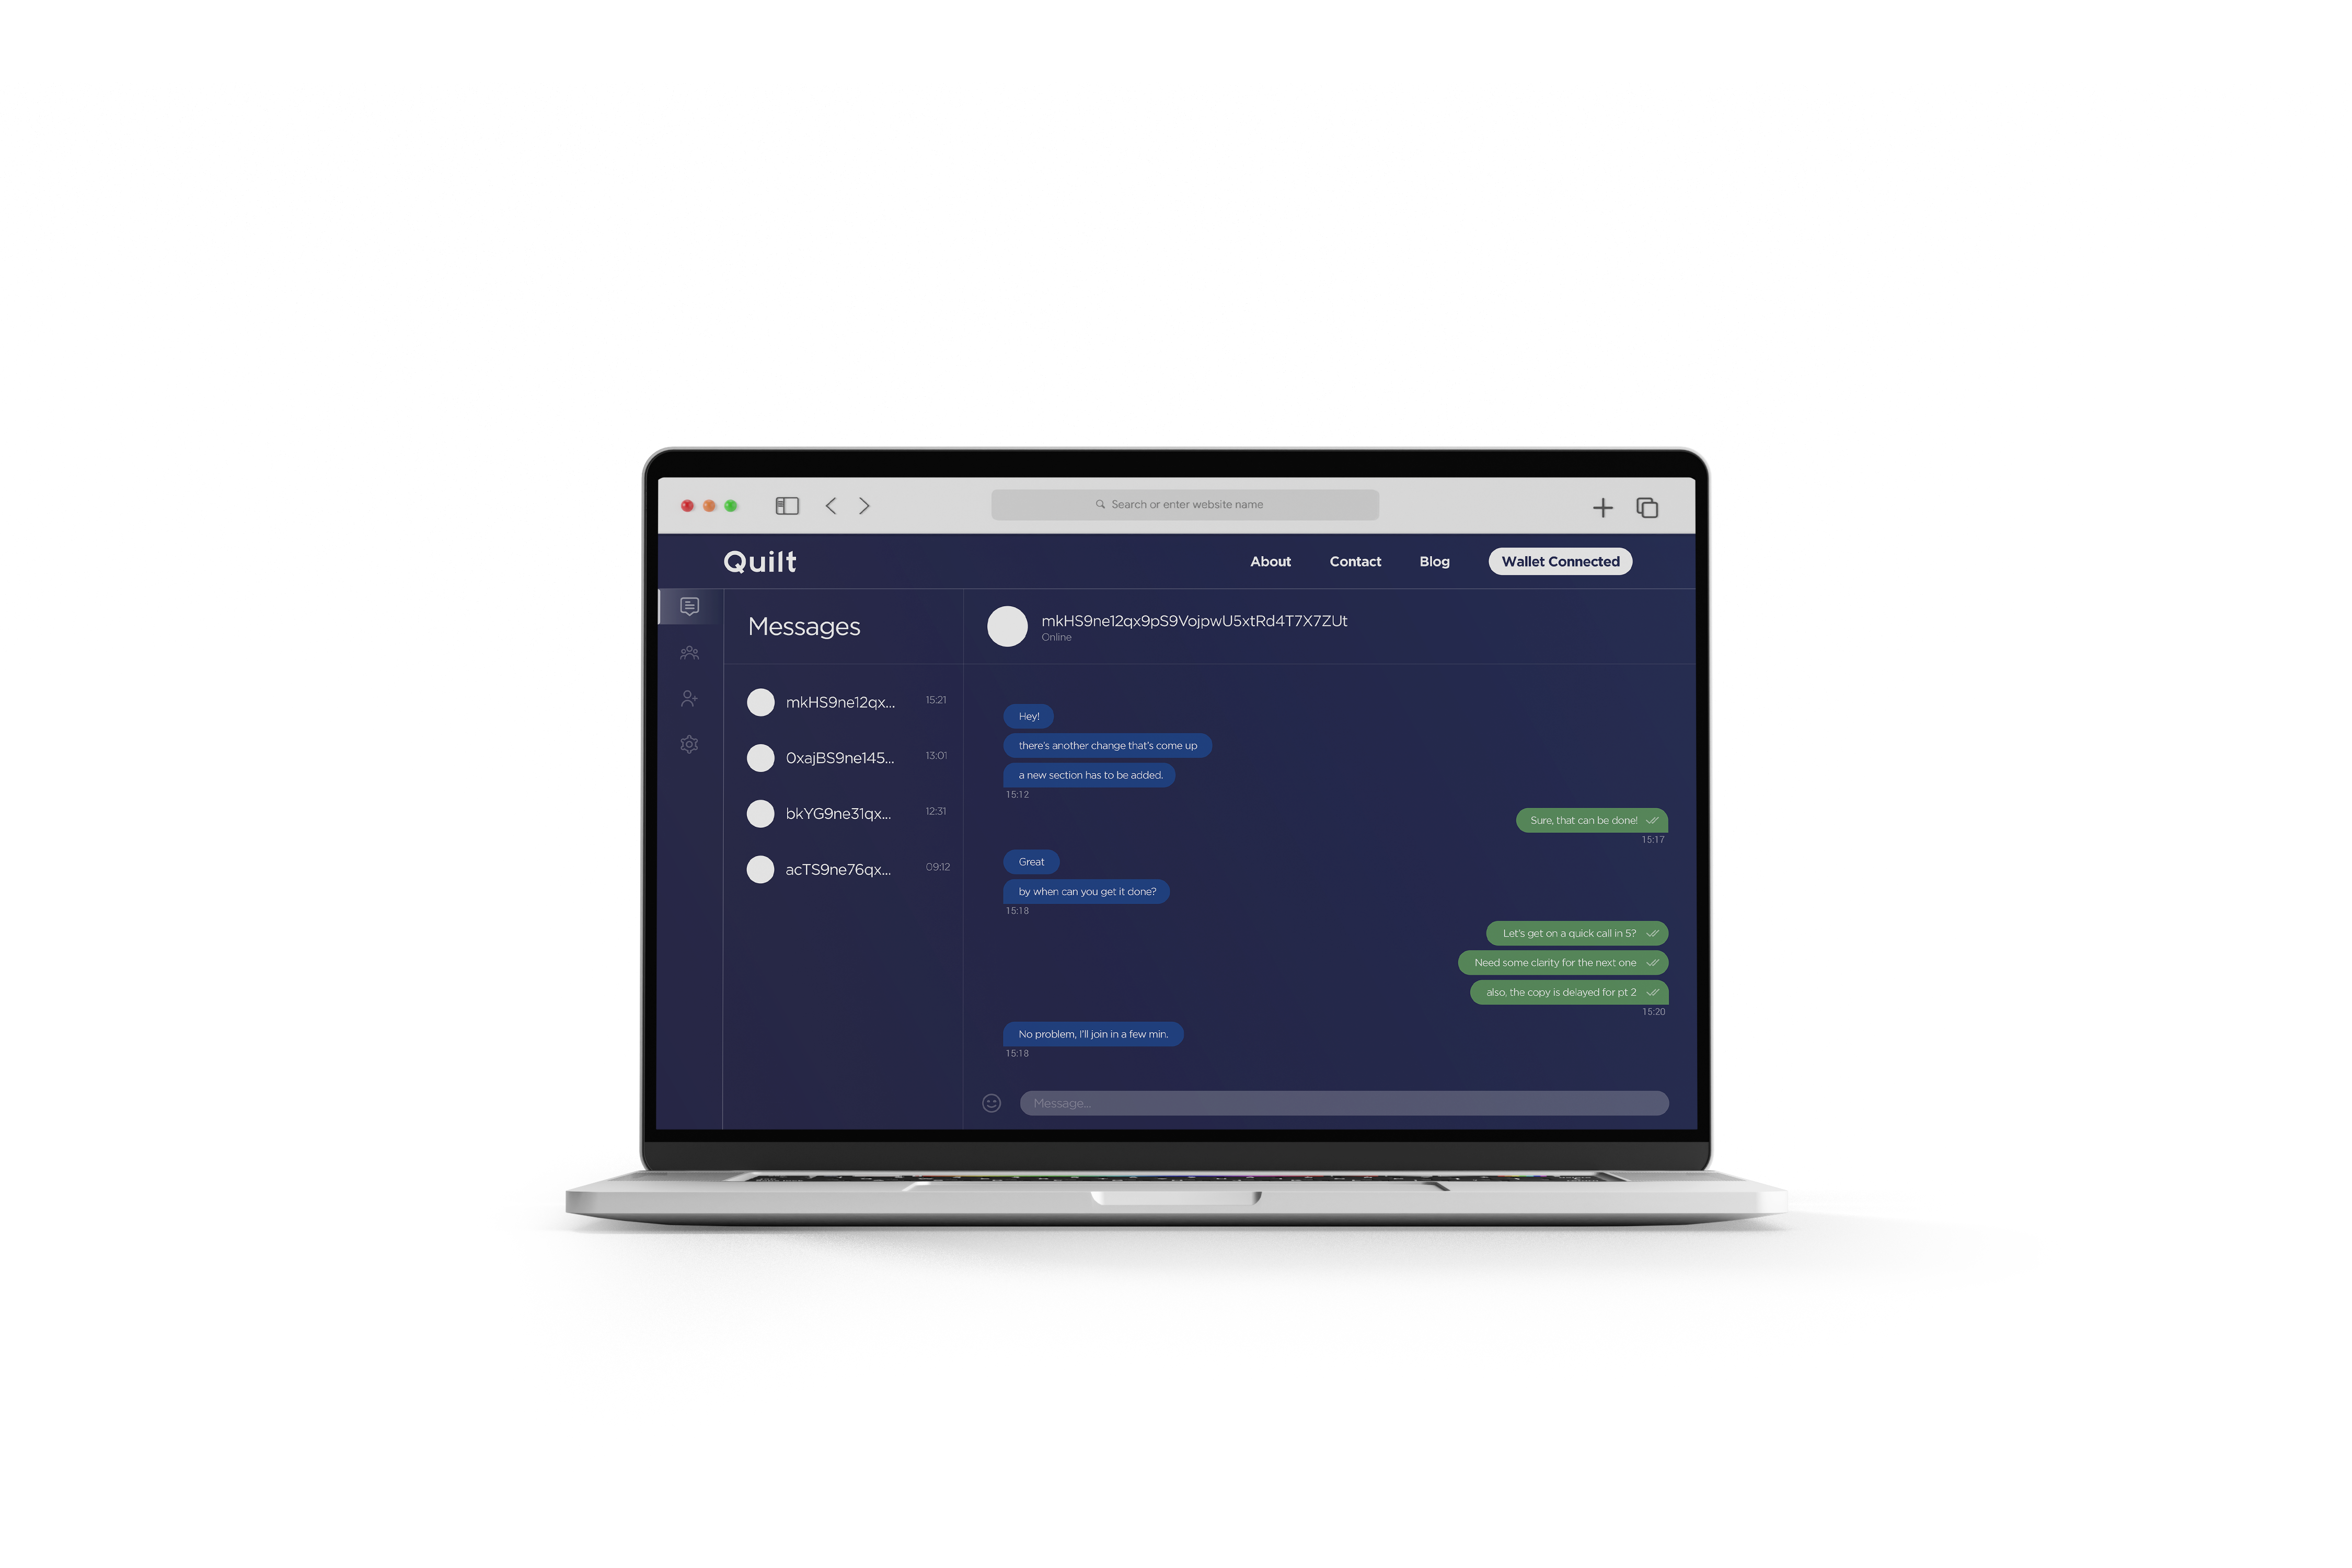 Search or enter website name
Quilt
About Contact Blog Wallet Connected
Messages
mkHS9ne12qx... 15:21
0xajBS9ne145... 13:01
bkYG9ne31qx... 12:31
acTS9ne76qx... 09:12
mkHS9ne12qx9pS9VojpwU5xtRd4T7X7ZUt
Online
Hey!
there's another change that's come up
a new section has to be added.
15:12
Sure, that can be done!
15:17
Great
by when can you get it done?
15:18
Let's get on a quick call in 5?
Need some clarity for the next one
also, the copy is delayed for pt 2
15:20
No problem, I'll join in a few min.
15:18
Message...